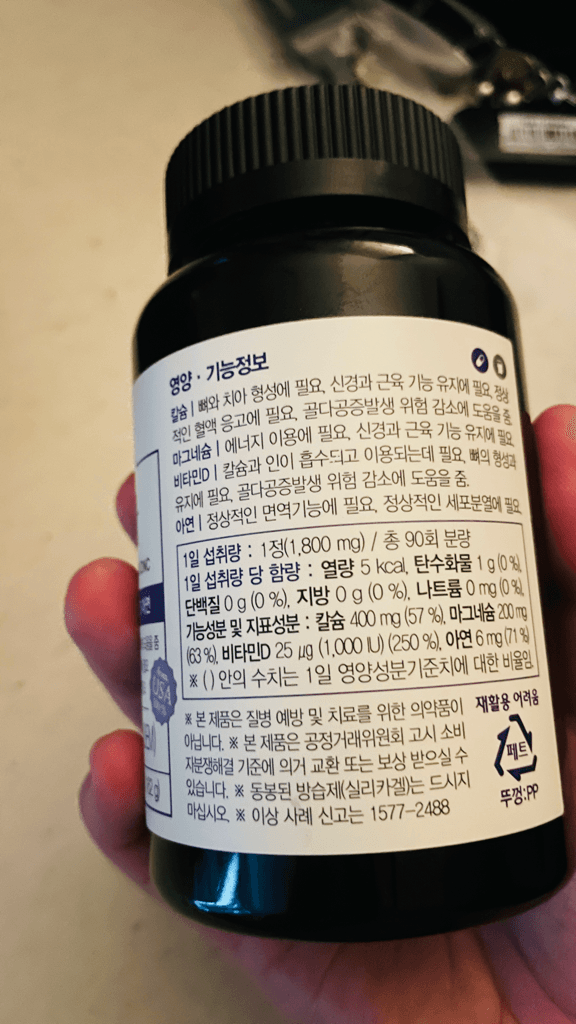 영양 · 기능정보
칼슘 | 뼈와 치아 형성에 필요, 신경과 근육 기능 유지에 필요, 정상
적인 혈액 응고에 필요, 골다공증발생 위험 감소에 도움을 줌
마그네슘 | 에너지 이용에 필요, 신경과 근육 기능 유지에 필요
비타민D | 칼슘과 인이 흡수되고 이용되는데 필요, 뼈의 형성과
유지에 필요, 골다공증발생 위험 감소에 도움을 줌.
아연 | 정상적인 면역기능에 필요, 정상적인 세포분열에 필요
1일 섭취량 : 1정(1,800 mg) / 총 90회 분량
1일 섭취량 당 함량 : 열량 5 kcal, 탄수화물 1 g (0 %),
단백질 0 g (0 %), 지방 0 g (0 %), 나트륨 0 mg (0 %),
기능성분 및 지표성분 : 칼슘 400 mg (57 %), 마그네슘 200 mg
(63 %), 비타민D 25 μg (1,000 IU) (250 %), 아연 6 mg (71 %)
※ ( ) 안의 수치는 1일 영양성분기준치에 대한 비율임.
※ 본 제품은 질병 예방 및 치료를 위한 의약품이
아닙니다. ※ 본 제품은 공정거래위원회 고시 소비
자분쟁해결 기준에 의거 교환 또는 보상 받으실 수
있습니다. ※ 동봉된 방습제(실리카겔)는 드시지
마십시오. ※ 이상 사례 신고는 1577-2488
재활용 어려움
페트
뚜껑:PP
USA